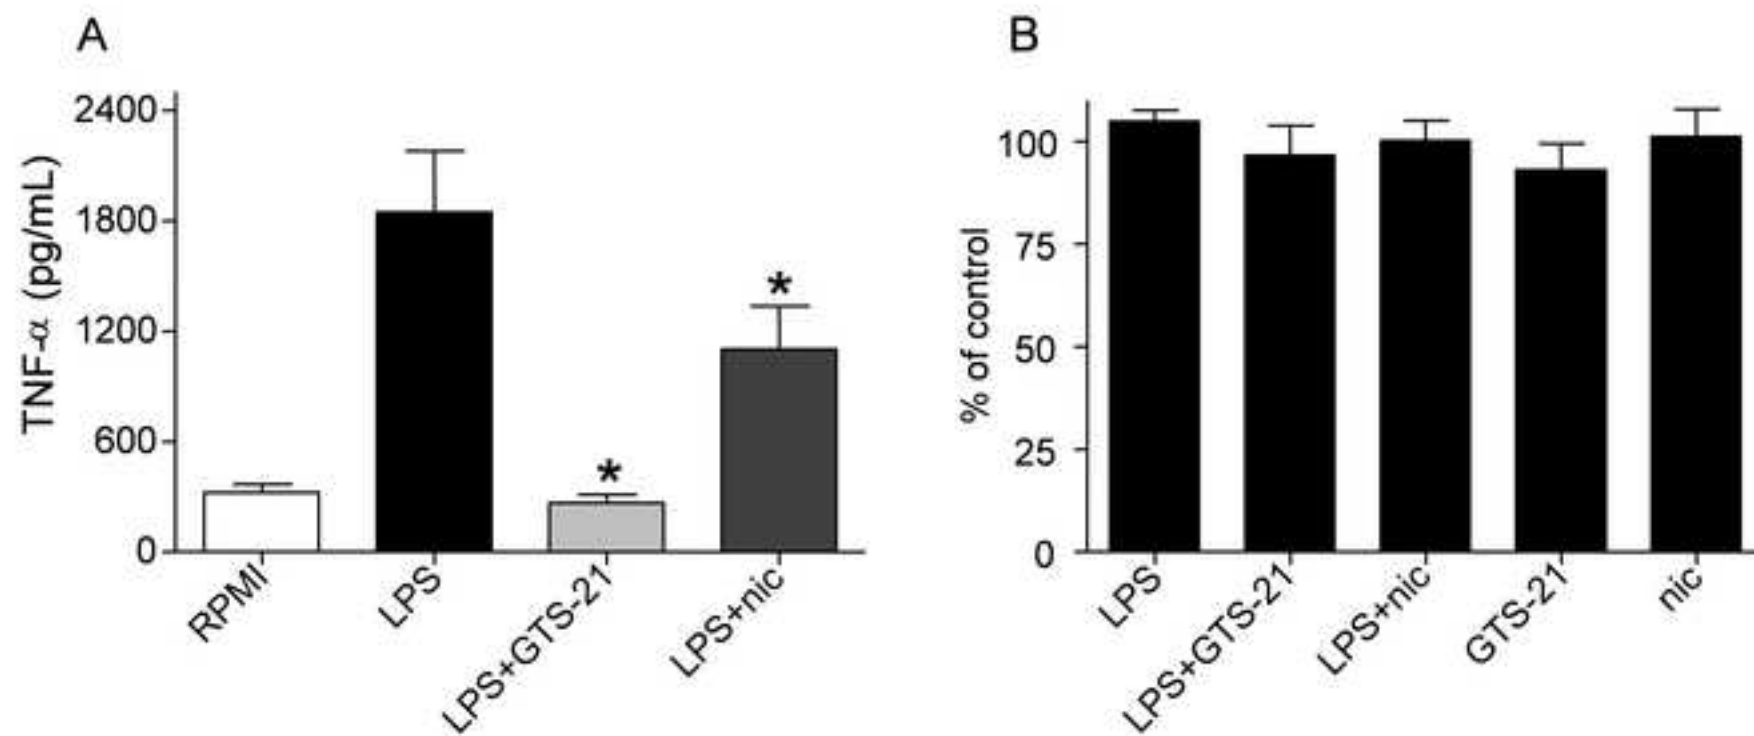 A
TNF-α (pg/mL)
2400
1800
1200
600
0
RPMI
LPS
LPS+GTS-21
LPS+nic
*
*
B
% of control
100
75
50
25
0
LPS
LPS+GTS-21
LPS+nic
GTS-21
nic